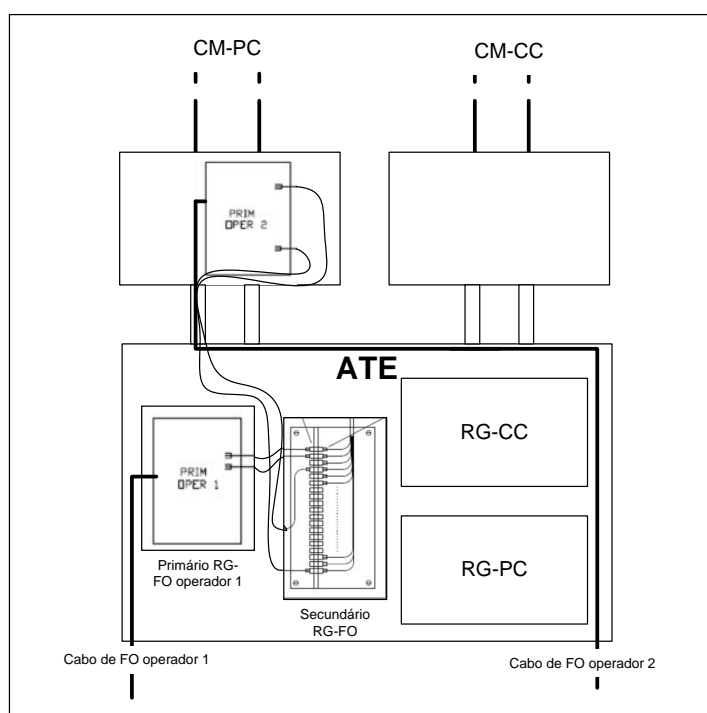 CM-PC
CM-CC
PRIM
OPER 2
ATE
RG-CC
PRIM
OPER 1
RG-PC
Primário RG-
FO operador 1
Secundário
RG-FO
Cabo de FO operador 1
Cabo de FO operador 2